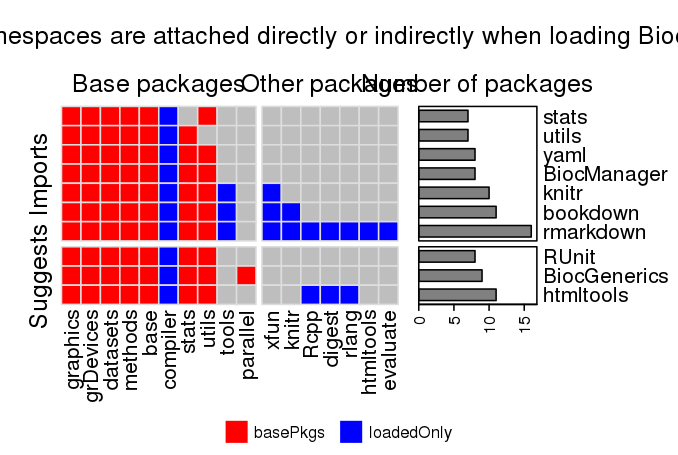 nespaces are attached directly or indirectly when loading Bioc
Base packages
Other packages
Number of packages
Suggests
Imports
stats
utils
yaml
BiocManager
knitr
bookdown
rmarkdown
RUnit
BiocGenerics
htmltools
graphics
grDevices
datasets
methods
base
compiler
stats
utils
tools
parallel
xfun
knitr
Rcpp
digest
rlang
htmltools
evaluate
0
5
10
15
basePkgs
loadedOnly